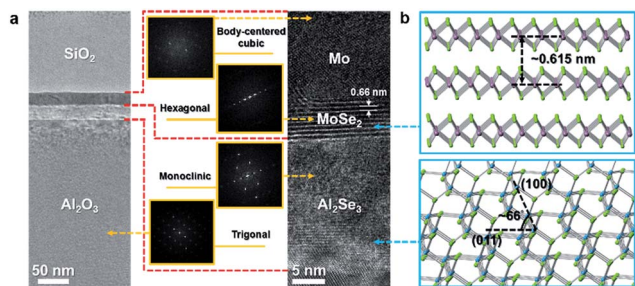 a
SiO2
Al2O3
50 nm
Body-centered
cubic
Hexagonal
Monoclinic
Trigonal
Mo
0.66 nm
MoSe2
Al2Se3
5 nm
b
~0.615 nm
(100)
~66
(011)